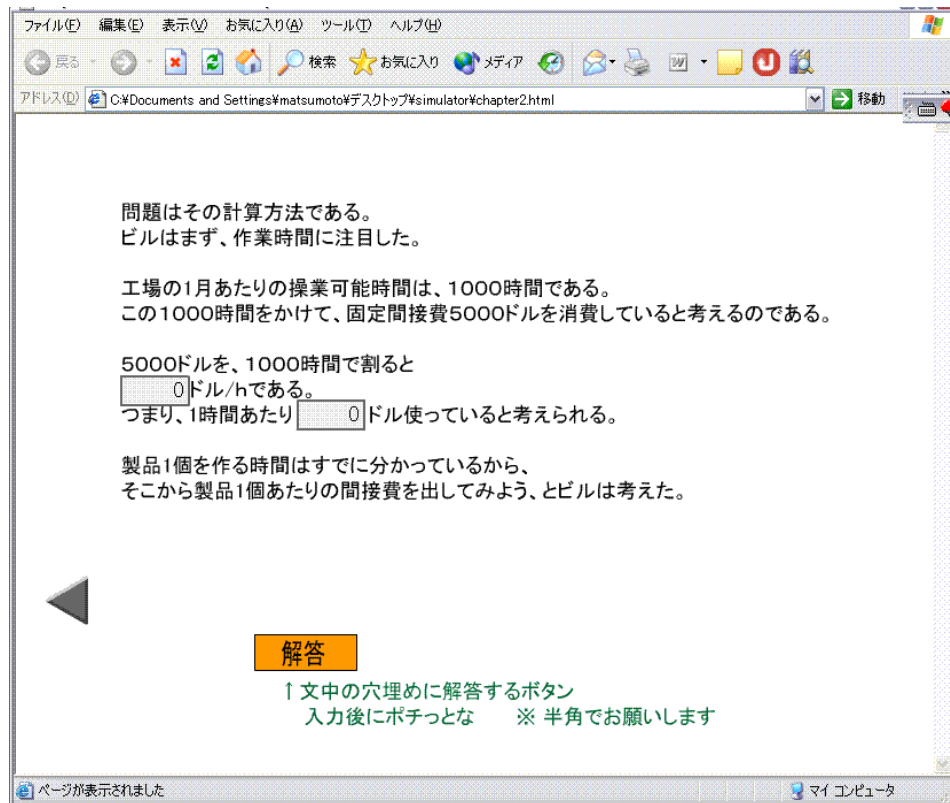 ファイル(F) 編集(E) 表示(V) お気に入り(A) ツール(T) ヘルプ(H)
戻る 検索 お気に入り メディア
アドレス(D) C:¥Documents and Settings¥matsumoto¥デスクトップ¥simulator¥chapter2.html 移動
問題はその計算方法である。
ビルはまず、作業時間に注目した。
工場の1月あたりの操業可能時間は、1000時間である。
この1000時間をかけて、固定間接費5000ドルを消費していると考えるのである。
5000ドルを、1000時間で割ると
0ドル/hである。
つまり、1時間あたり 0ドル使っていると考えられる。
製品1個を作る時間はすでに分かっているから、
そこから製品1個あたりの間接費を出してみよう、とビルは考えた。
解答
↑文中の穴埋めに解答するボタン
入力後にポチっとな ※ 半角でお願いします
ページが表示されました マイ コンピュータ